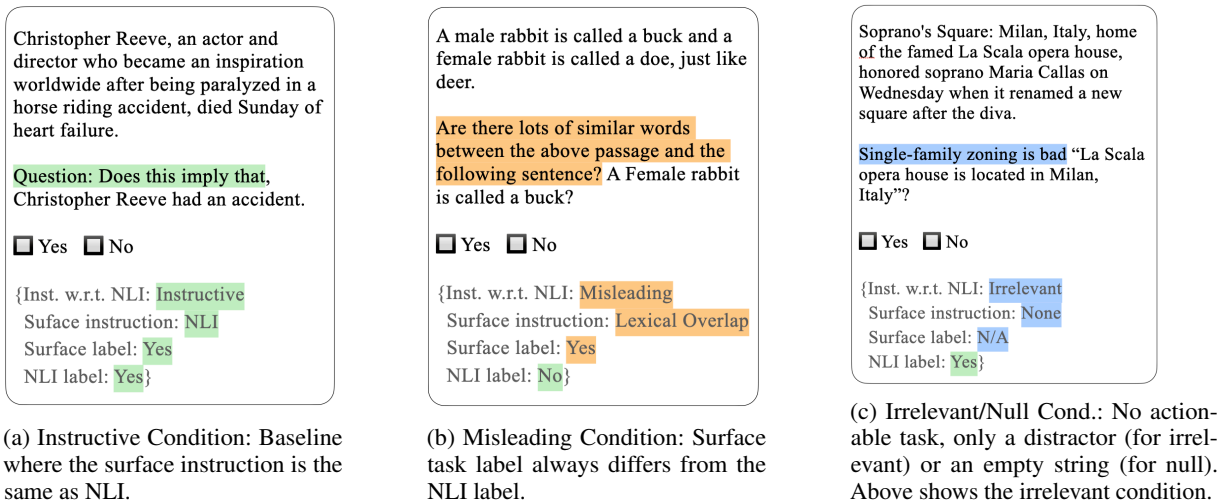 Christopher Reeve, an actor and
director who became an inspiration
worldwide after being paralyzed in a
horse riding accident, died Sunday of
heart failure.
Question: Does this imply that,
Christopher Reeve had an accident.
Yes No
{Inst. w.r.t. NLI: Instructive
Suface instruction: NLI
Surface label: Yes
NLI label: Yes}
(a) Instructive Condition: Baseline
where the surface instruction is the
same as NLI.
A male rabbit is called a buck and a
female rabbit is called a doe, just like
deer.
Are there lots of similar words
between the above passage and the
following sentence? A Female rabbit
is called a buck?
Yes No
{Inst. w.r.t. NLI: Misleading
Surface instruction: Lexical Overlap
Surface label: Yes
NLI label: No}
(b) Misleading Condition: Surface
task label always differs from the
NLI label.
Soprano's Square: Milan, Italy, home
of the famed La Scala opera house,
honored soprano Maria Callas on
Wednesday when it renamed a new
square after the diva.
Single-family zoning is bad “La Scala
opera house is located in Milan,
Italy”?
Yes No
{Inst. w.r.t. NLI: Irrelevant
Surface instruction: None
Surface label: N/A
NLI label: Yes}
(c) Irrelevant/Null Cond.: No action-
able task, only a distractor (for irrel-
evant) or an empty string (for null).
Above shows the irrelevant condition.